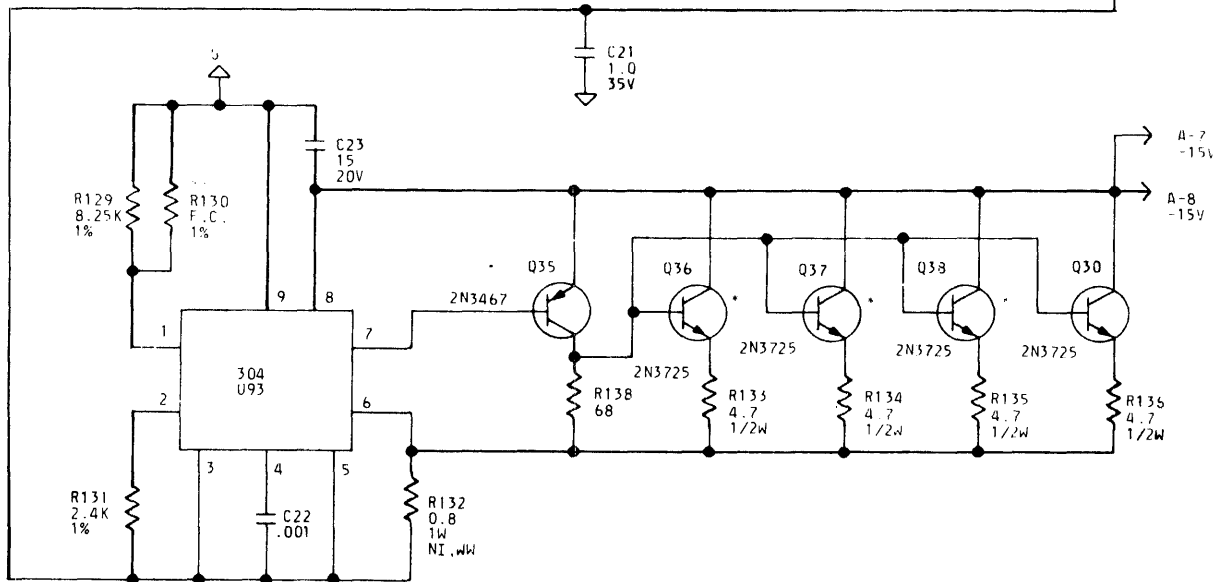 C21
1.0
35V
C23
15
20V
A-7
-15V
R129
8.25K
1%
R130
F.C.
1%
A-8
-15V
Q35
Q36
Q37
Q38
Q30
9
8
2N3467
1
7
304
U93
2N3725
2N3725
2N3725
2N3725
2
6
R138
68
R133
4.7
1/2W
R134
4.7
1/2W
R135
4.7
1/2W
R136
4.7
1/2W
3
4
5
R131
2.4K
1%
C22
.001
R132
0.8
1W
NI,WW